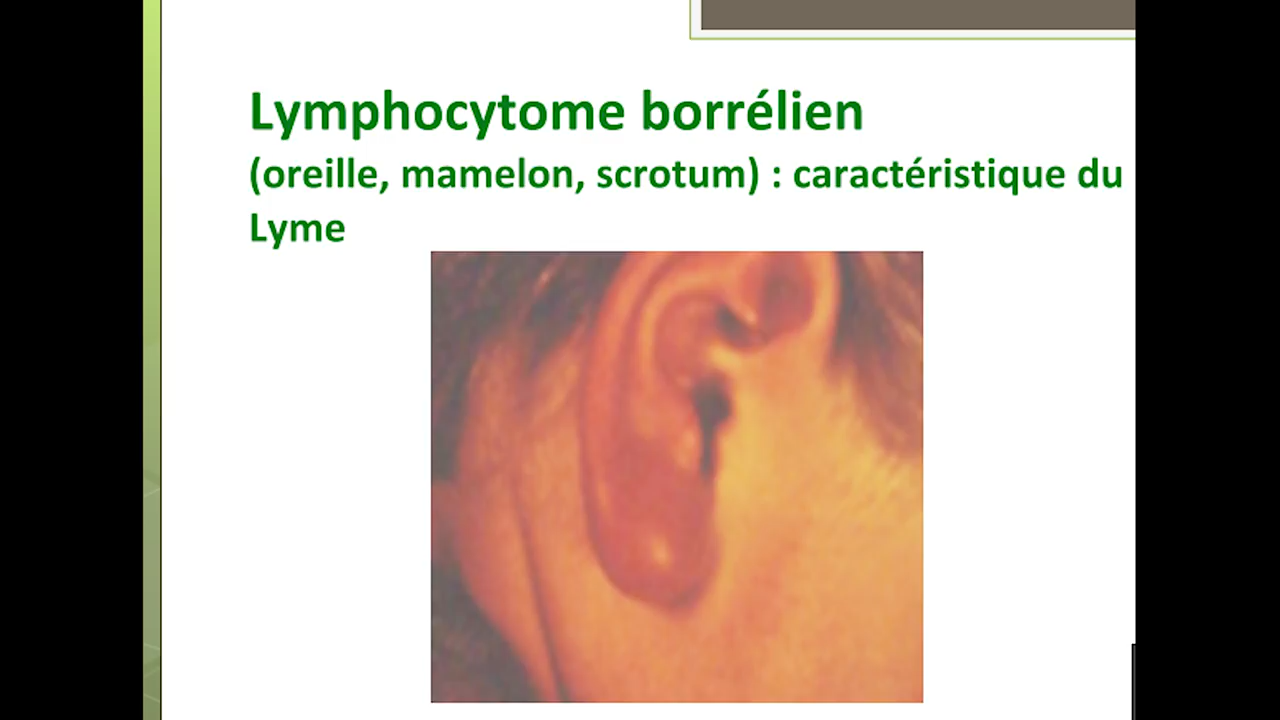 Lymphocytome borrélien
(oreille, mamelon, scrotum) : caractéristique du
Lyme